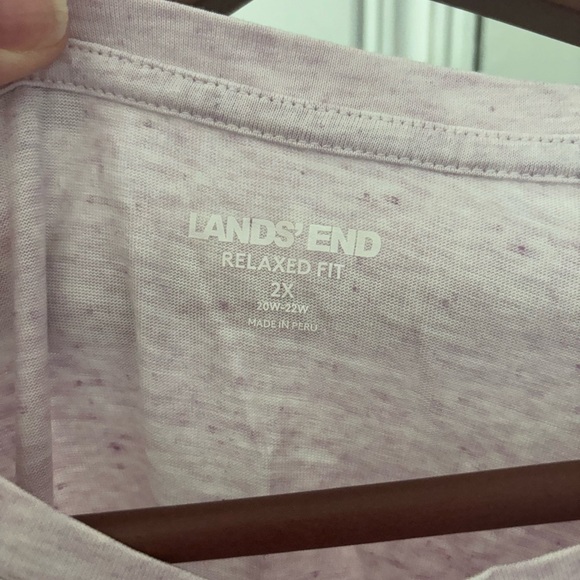 LANDS' END
RELAXED FIT
2X
20W-22W
MADE IN PERU